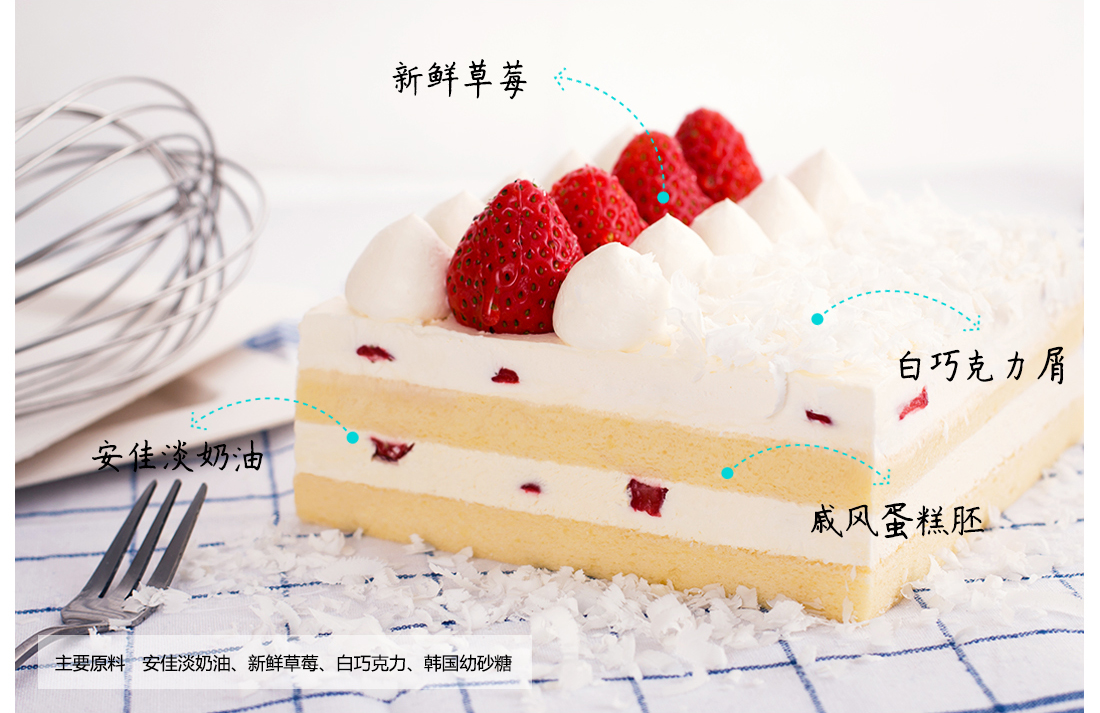 新鲜草莓
白巧克力屑
安佳淡奶油
戚风蛋糕胚
主要原料 安佳淡奶油、新鲜草莓、白巧克力、韩国幼砂糖